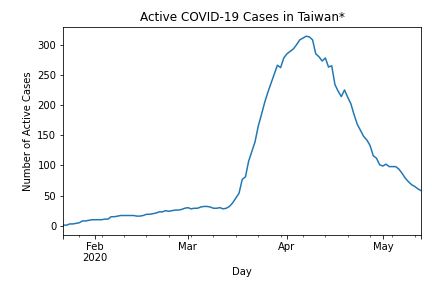 Active COVID-19 Cases in Taiwan*
Number of Active Cases
300
250
200
150
100
50
0
Feb
2020
Mar
Apr
May
Day